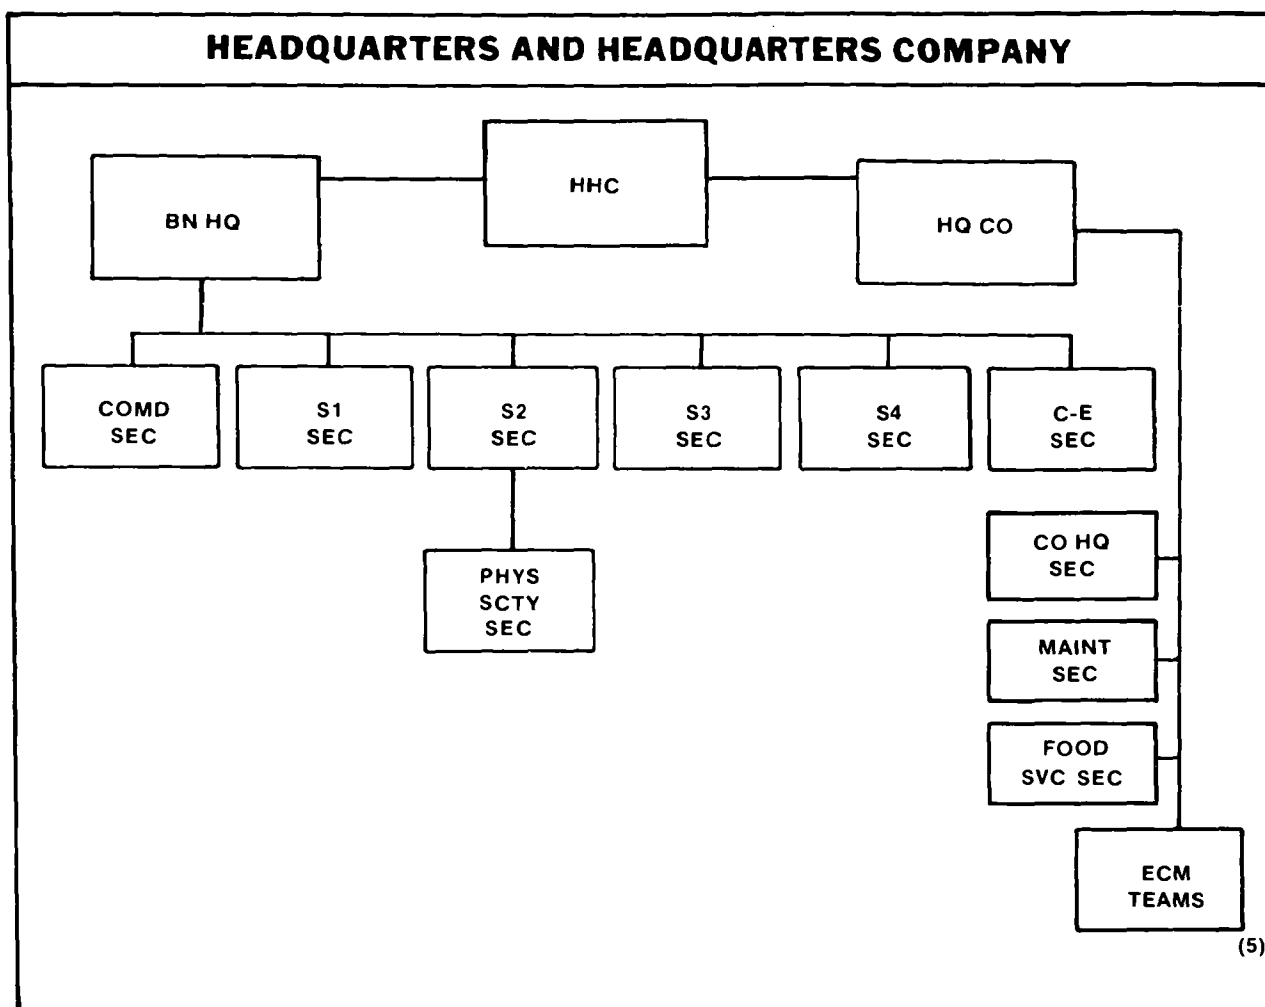 HEADQUARTERS AND HEADQUARTERS COMPANY
HHC
BN HQ
HQ CO
COMD
SEC
S1
SEC
S2
SEC
S3
SEC
S4
SEC
C-E
SEC
PHYS
SCTY
SEC
CO HQ
SEC
MAINT
SEC
FOOD
SVC SEC
ECM
TEAMS
(5)